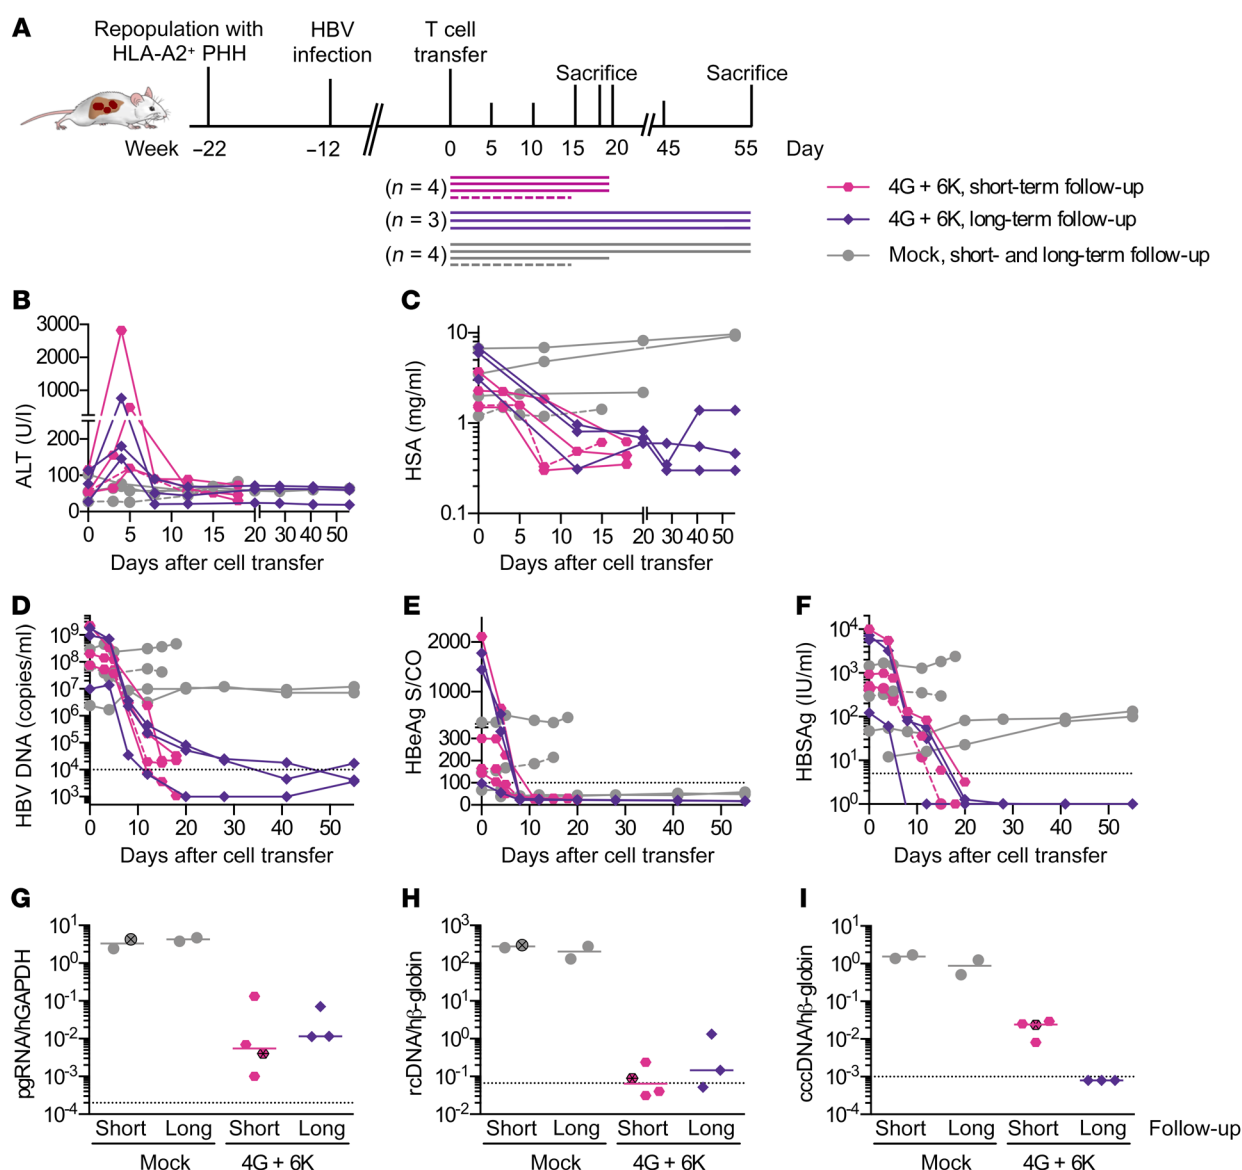 A
Repopulation with
HLA-A2+ PHH
HBV
infection
T cell
transfer
Sacrifice
Sacrifice
Week –22 –12 0 5 10 15 20 45 55 Day
(n = 4)
(n = 3)
(n = 4)
4G + 6K, short-term follow-up
4G + 6K, long-term follow-up
Mock, short- and long-term follow-up
B
ALT (U/l)
3000
2000
1000
200
100
0
0 5 10 15 20 30 40 50
Days after cell transfer
C
HSA (mg/ml)
10
1
0.1
0 5 10 15 20 30 40 50
Days after cell transfer
D
HBV DNA (copies/ml)
10^9
10^8
10^7
10^6
10^5
10^4
10^3
0 10 20 30 40 50
Days after cell transfer
E
HBeAg S/CO
2000
1000
300
200
100
0
0 10 20 30 40 50
Days after cell transfer
F
HBSAg (IU/ml)
10^4
10^3
10^2
10^1
10^0
0 10 20 30 40 50
Days after cell transfer
G
pgRNA/hGAPDH
10^1
10^0
10^-1
10^-2
10^-3
10^-4
Short Long Short Long
Mock 4G + 6K
H
rcDNA/hβ-globin
10^3
10^2
10^1
10^0
10^-1
10^-2
Short Long Short Long
Mock 4G + 6K
I
cccDNA/hβ-globin
10^1
10^0
10^-1
10^-2
10^-3
10^-4
Short Long Short Long Follow-up
Mock 4G + 6K